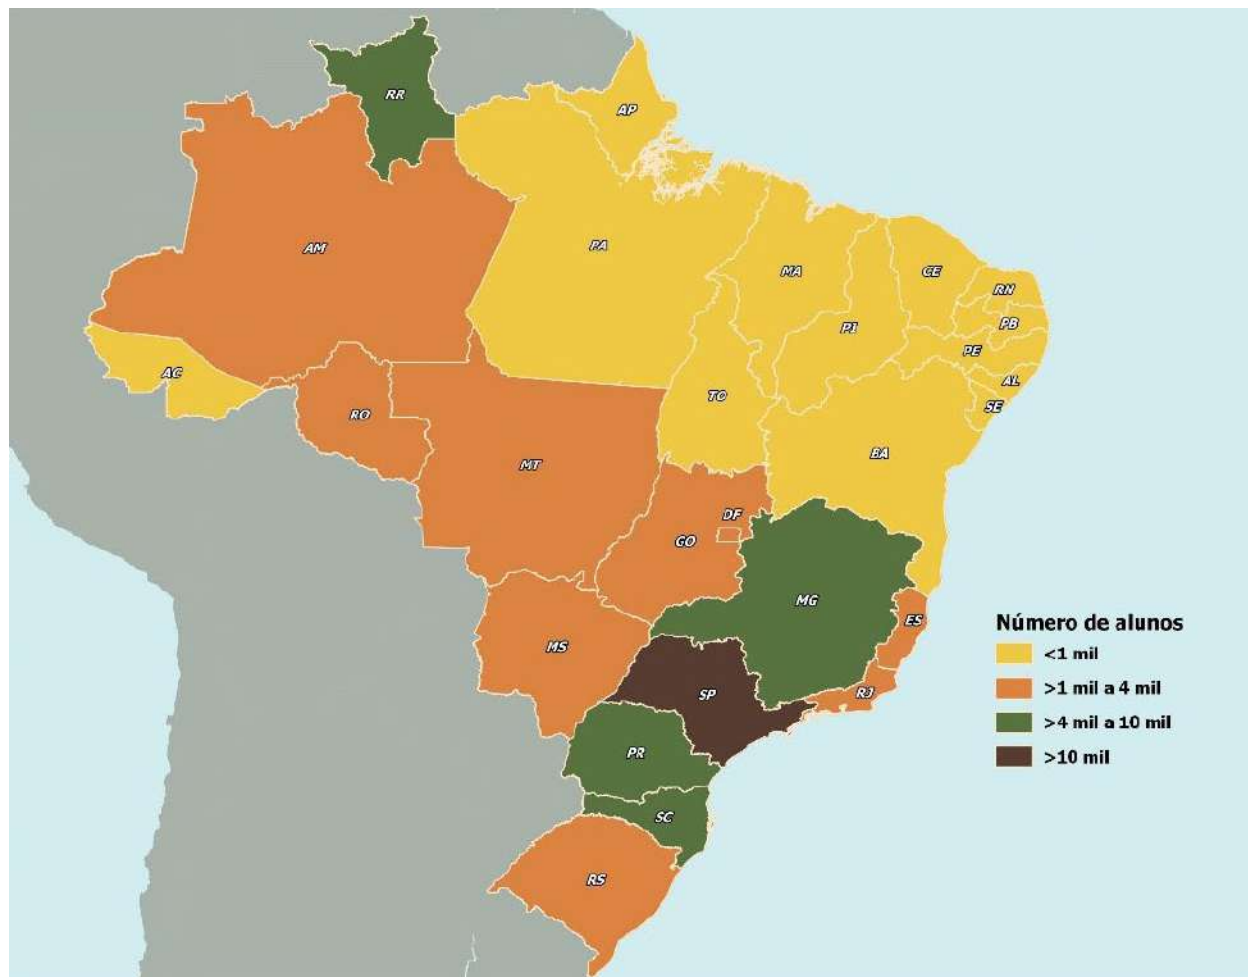 RR
AP
AM
PA
MA
CE
RN
PB
PI
PE
AC
AL
TO
SE
RO
BA
MT
DF
GO
MG
ES
MS
RJ
SP
PR
SC
RS
Número de alunos
<1 mil
>1 mil a 4 mil
>4 mil a 10 mil
>10 mil